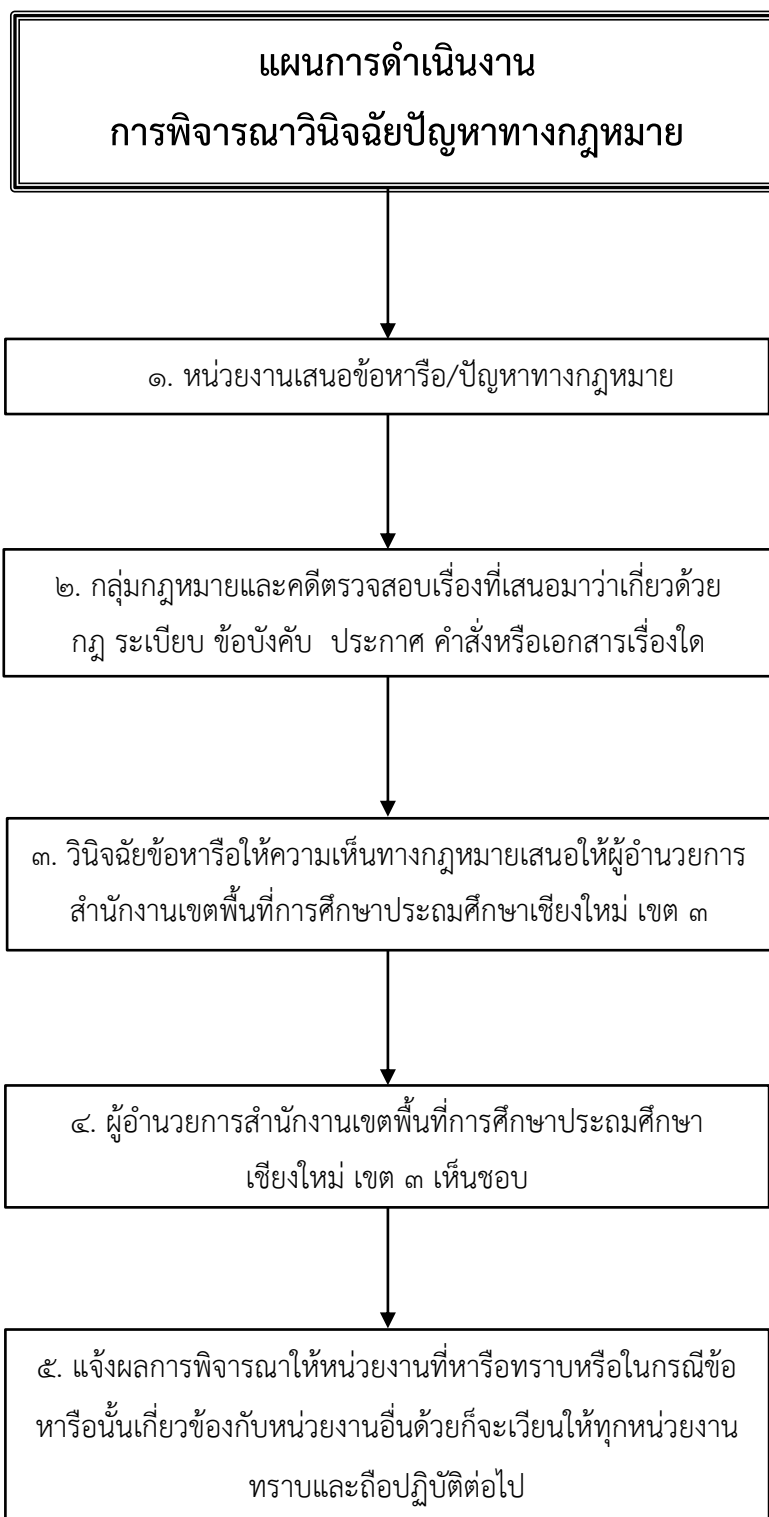 แผนการดำเนินงาน
การพิจารณาวินิจฉัยปัญหาทางกฎหมาย
๑. หน่วยงานเสนอข้อหารือ/ปัญหาทางกฎหมาย
๒. กลุ่มกฎหมายและคดีตรวจสอบเรื่องที่เสนอมาว่าเกี่ยวด้วย
กฎ ระเบียบ ข้อบังคับ ประกาศ คำสั่งหรือเอกสารเรื่องใด
๓. วินิจฉัยข้อหารือให้ความเห็นทางกฎหมายเสนอให้ผู้อำนวยการ
สำนักงานเขตพื้นที่การศึกษาประถมศึกษาเชียงใหม่ เขต ๓
๔. ผู้อำนวยการสำนักงานเขตพื้นที่การศึกษาประถมศึกษา
เชียงใหม่ เขต ๓ เห็นชอบ
๕. แจ้งผลการพิจารณาให้หน่วยงานที่หารือทราบหรือในกรณีข้อ
หารือนั้นเกี่ยวข้องกับหน่วยงานอื่นด้วยก็จะเวียนให้ทุกหน่วยงาน
ทราบและถือปฏิบัติต่อไป